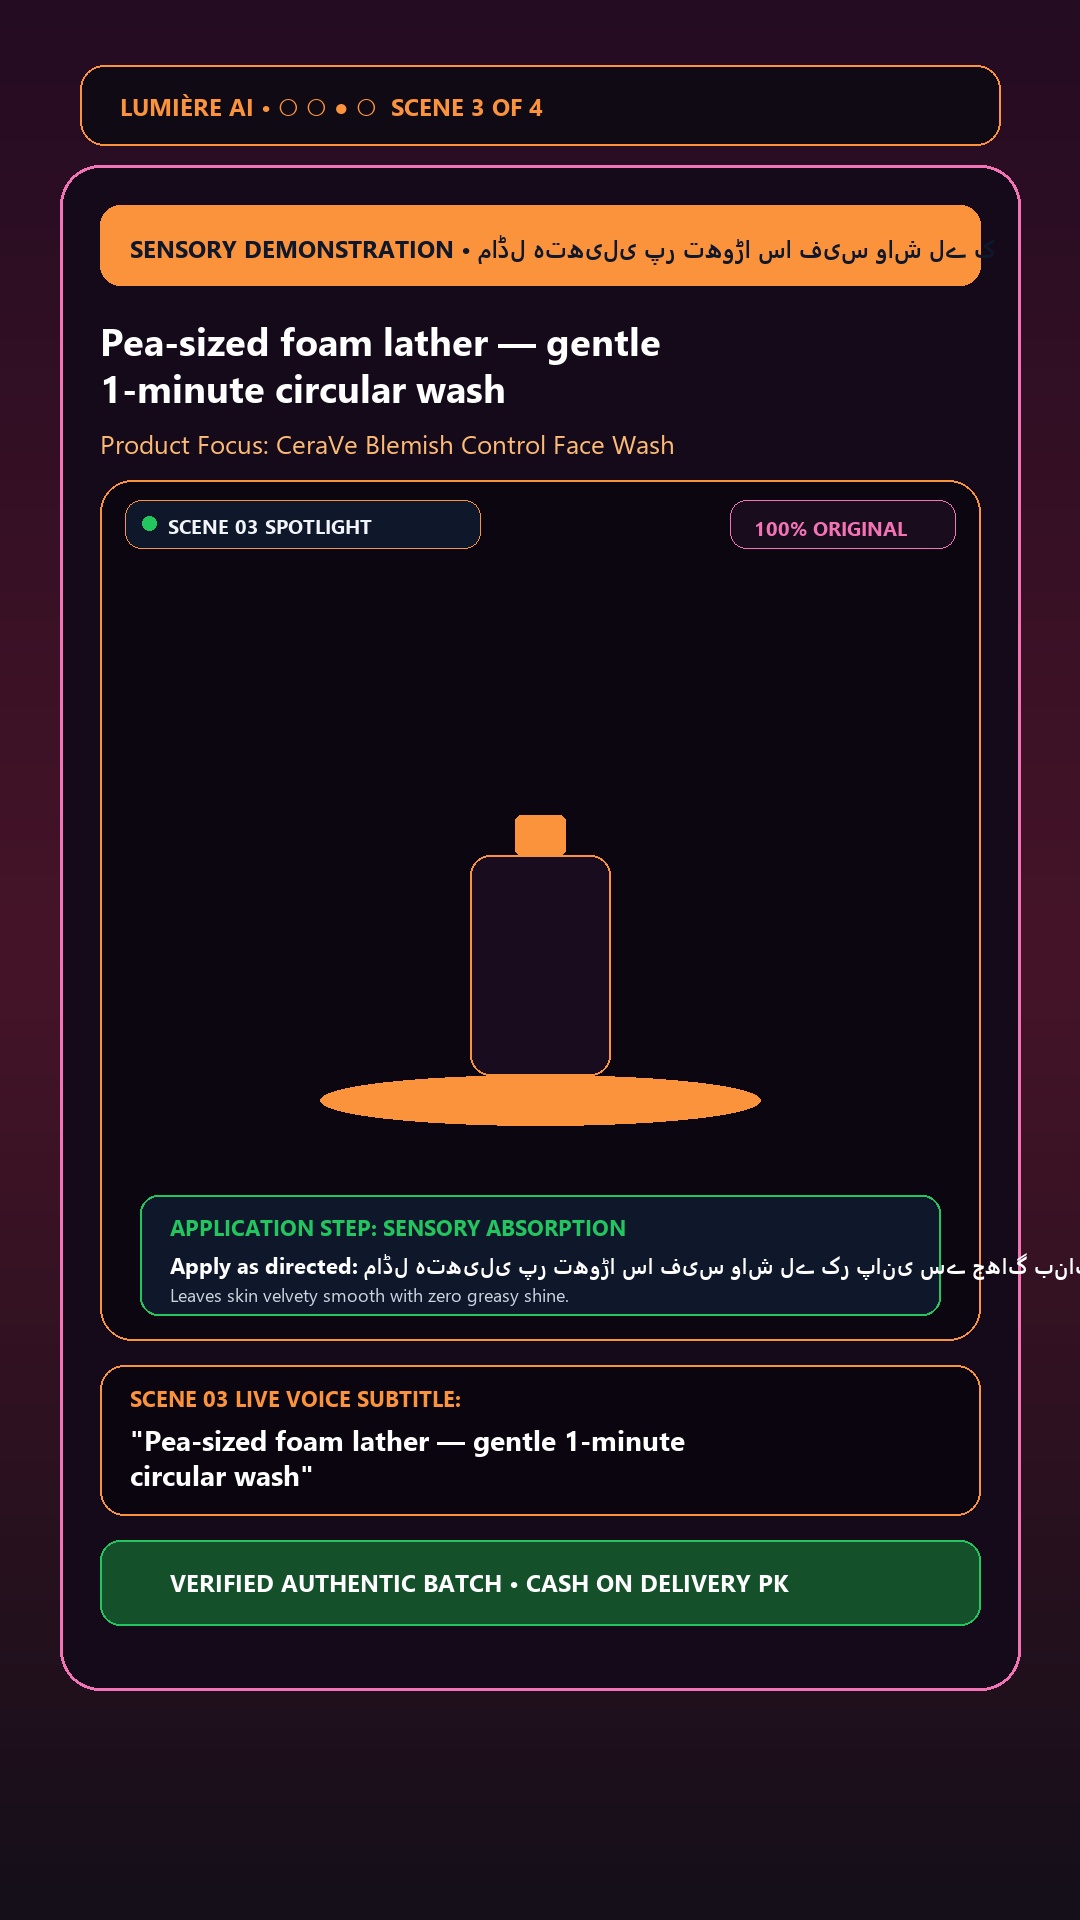 LUMIÈRE AI • ○ ○ ● ○ SCENE 3 OF 4
SENSORY DEMONSTRATION • ماڈل ہتھیلی پر تھوڑا سا فیس واش لے ک
Pea-sized foam lather — gentle
1-minute circular wash
Product Focus: CeraVe Blemish Control Face Wash
SCENE 03 SPOTLIGHT
100% ORIGINAL
APPLICATION STEP: SENSORY ABSORPTION
Apply as directed: ماڈل ہتھیلی پر تھوڑا سا فیس واش لے کر پانی سے جھاگ
Leaves skin velvety smooth with zero greasy shine.
SCENE 03 LIVE VOICE SUBTITLE:
"Pea-sized foam lather — gentle 1-minute
circular wash"
VERIFIED AUTHENTIC BATCH • CASH ON DELIVERY PK